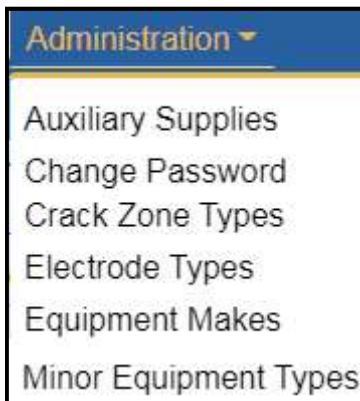 Administration
Auxiliary Supplies
Change Password
Crack Zone Types
Electrode Types
Equipment Makes
Minor Equipment Types